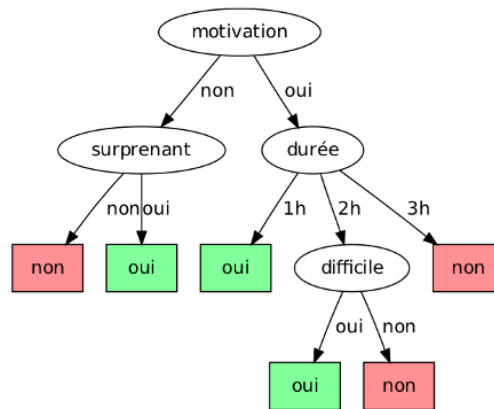 motivation
non oui
surprenant durée
non oui 1h 2h 3h
non oui oui difficile non
oui non
oui non